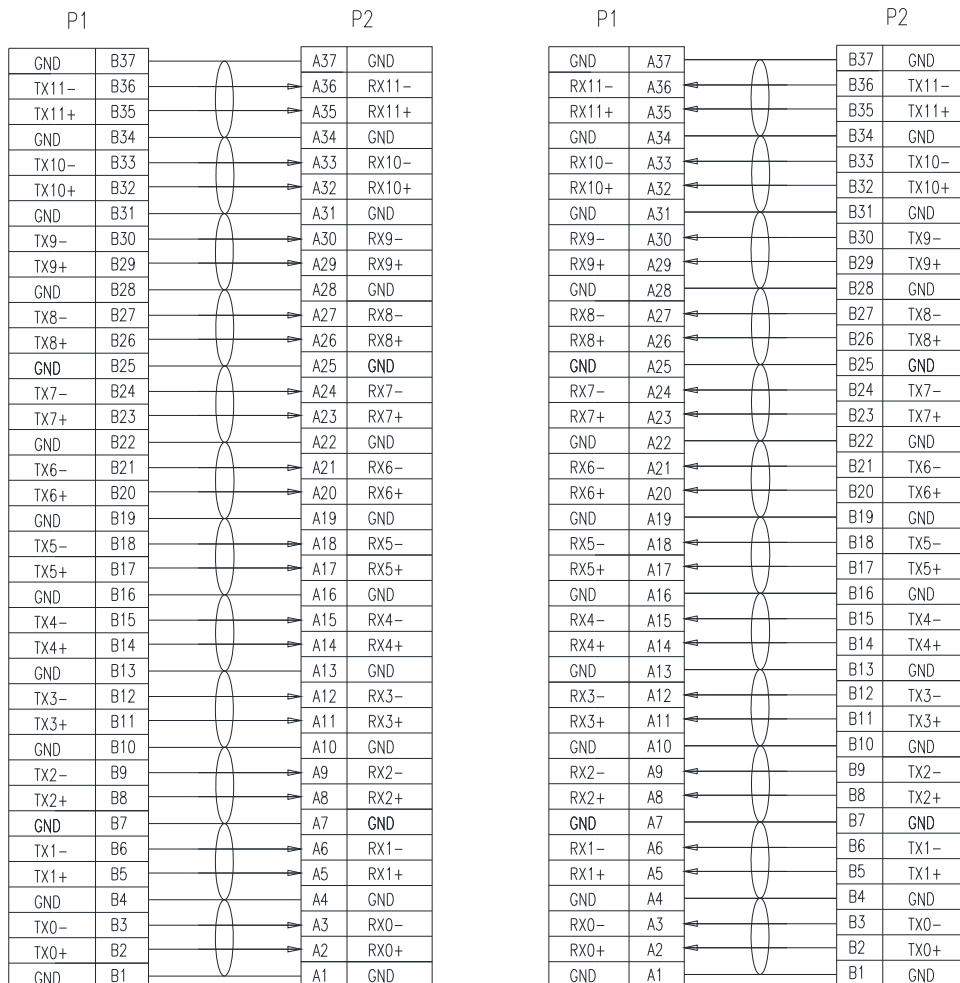 P1 P2 P1 P2
GND B37 A37 GND GND A37 B37 GND
TX11- B36 A36 RX11- RX11- A36 B36 TX11-
TX11+ B35 A35 RX11+ RX11+ A35 B35 TX11+
GND B34 A34 GND GND A34 B34 GND
TX10- B33 A33 RX10- RX10- A33 B33 TX10-
TX10+ B32 A32 RX10+ RX10+ A32 B32 TX10+
GND B31 A31 GND GND A31 B31 GND
TX9- B30 A30 RX9- RX9- A30 B30 TX9-
TX9+ B29 A29 RX9+ RX9+ A29 B29 TX9+
GND B28 A28 GND GND A28 B28 GND
TX8- B27 A27 RX8- RX8- A27 B27 TX8-
TX8+ B26 A26 RX8+ RX8+ A26 B26 TX8+
GND B25 A25 GND GND A25 B25 GND
TX7- B24 A24 RX7- RX7- A24 B24 TX7-
TX7+ B23 A23 RX7+ RX7+ A23 B23 TX7+
GND B22 A22 GND GND A22 B22 GND
TX6- B21 A21 RX6- RX6- A21 B21 TX6-
TX6+ B20 A20 RX6+ RX6+ A20 B20 TX6+
GND B19 A19 GND GND A19 B19 GND
TX5- B18 A18 RX5- RX5- A18 B18 TX5-
TX5+ B17 A17 RX5+ RX5+ A17 B17 TX5+
GND B16 A16 GND GND A16 B16 GND
TX4- B15 A15 RX4- RX4- A15 B15 TX4-
TX4+ B14 A14 RX4+ RX4+ A14 B14 TX4+
GND B13 A13 GND GND A13 B13 GND
TX3- B12 A12 RX3- RX3- A12 B12 TX3-
TX3+ B11 A11 RX3+ RX3+ A11 B11 TX3+
GND B10 A10 GND GND A10 B10 GND
TX2- B9 A9 RX2- RX2- A9 B9 TX2-
TX2+ B8 A8 RX2+ RX2+ A8 B8 TX2+
GND B7 A7 GND GND A7 B7 GND
TX1- B6 A6 RX1- RX1- A6 B6 TX1-
TX1+ B5 A5 RX1+ RX1+ A5 B5 TX1+
GND B4 A4 GND GND A4 B4 GND
TX0- B3 A3 RX0- RX0- A3 B3 TX0-
TX0+ B2 A2 RX0+ RX0+ A2 B2 TX0+
GND B1 A1 GND GND A1 B1 GND